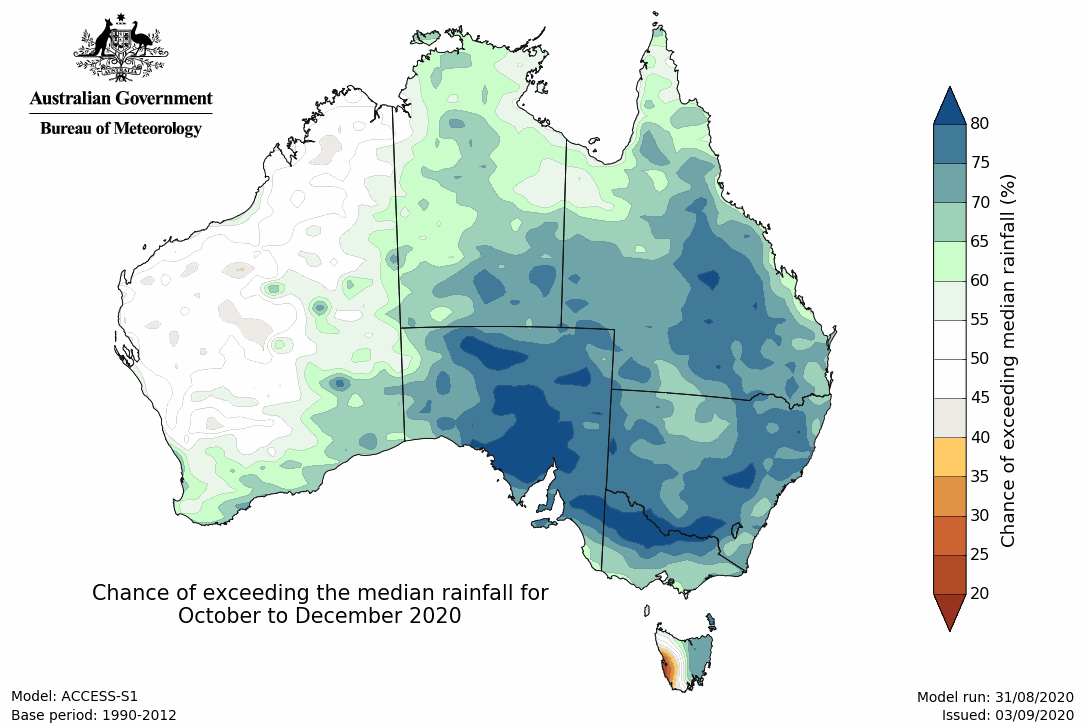 Australian Government
Bureau of Meteorology
80
75
70
65
60
55
50
45
40
35
30
25
20
Chance of exceeding median rainfall (%)
Chance of exceeding the median rainfall for
October to December 2020
Model: ACCESS-S1
Base period: 1990-2012
Model run: 31/08/2020
Issued: 03/09/2020